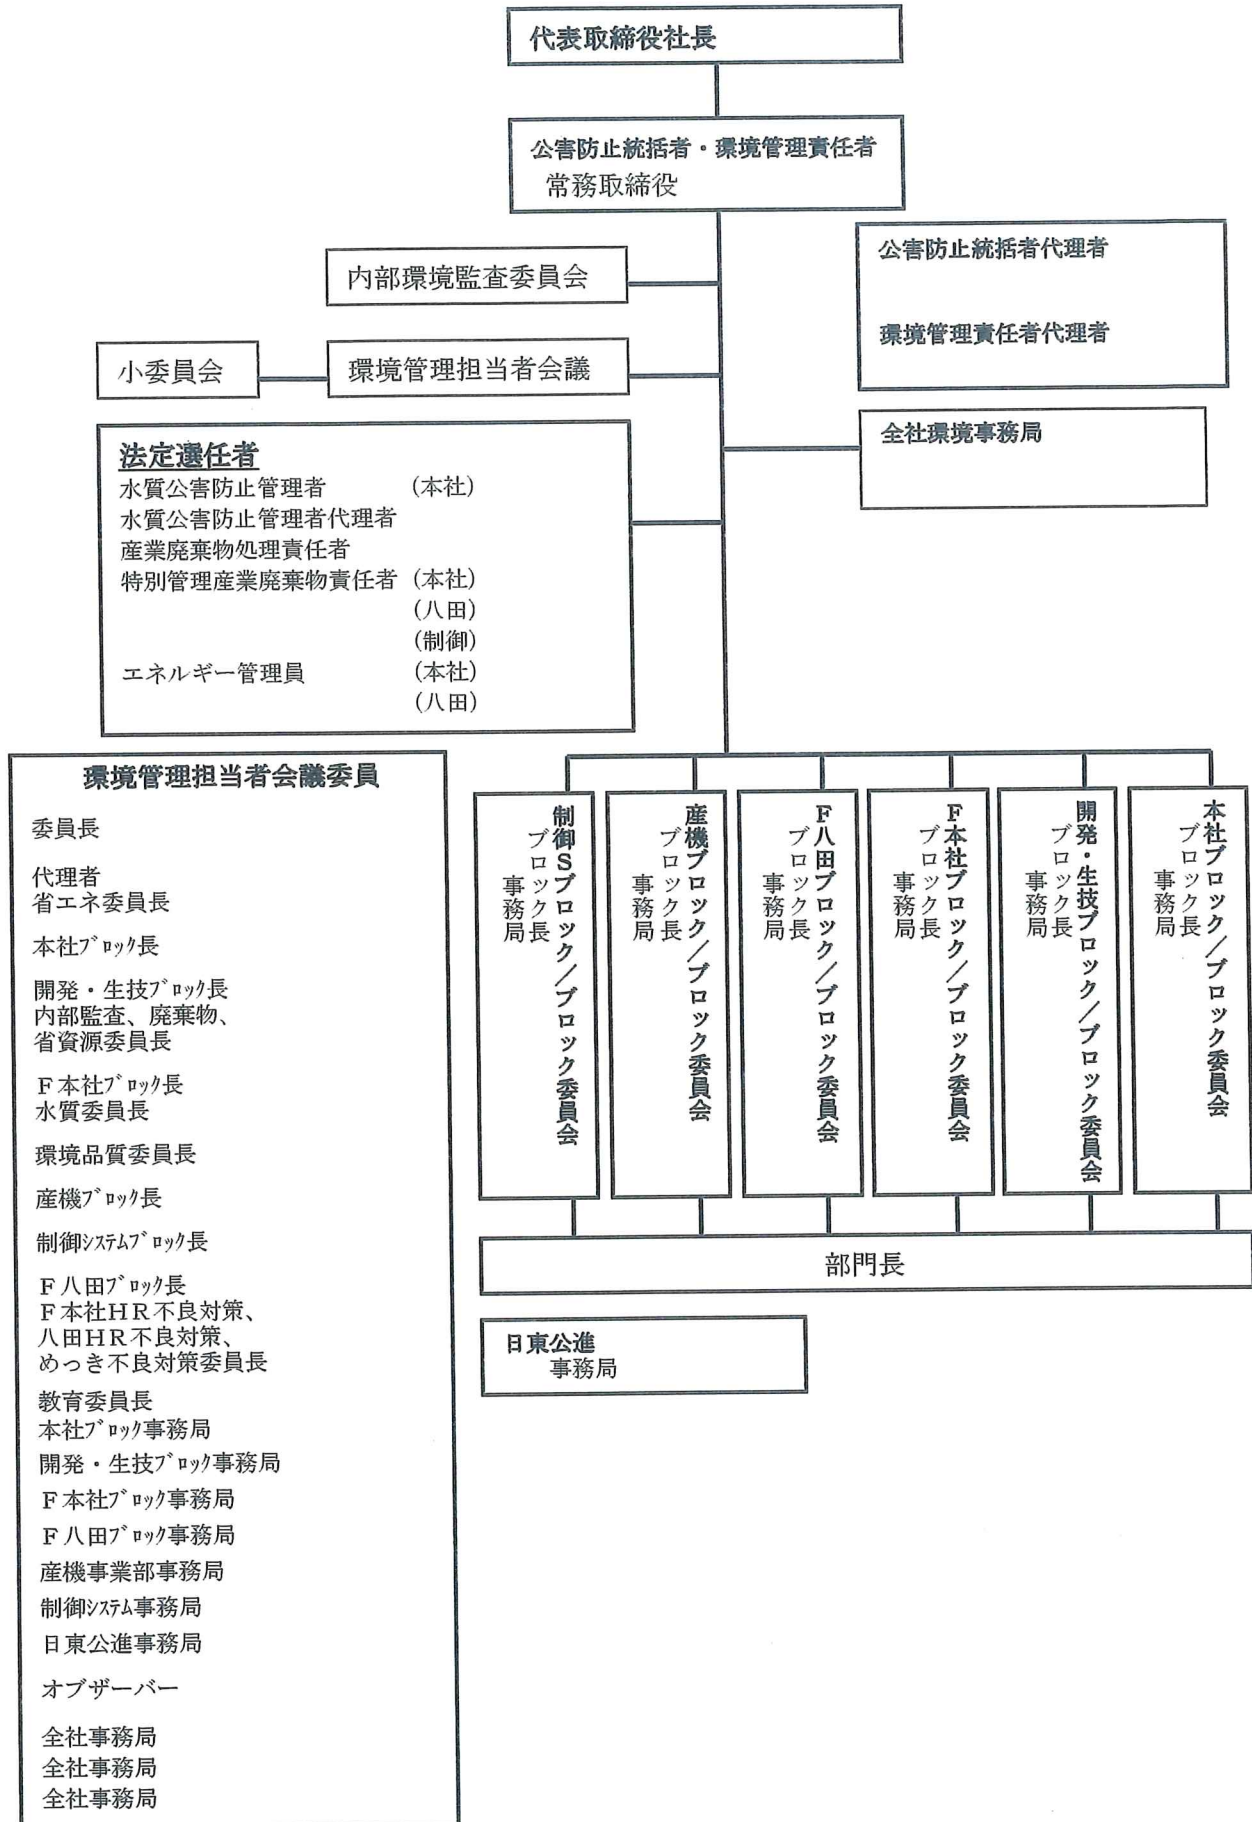 代表取締役社長
公害防止統括者・環境管理責任者
常務取締役
公害防止統括者代理者
環境管理責任者代理者
内部環境監査委員会
小委員会
環境管理担当者会議
全社環境事務局
法定選任者
水質公害防止管理者 (本社)
水質公害防止管理者代理者
産業廃棄物処理責任者
特別管理産業廃棄物責任者 (本社)
(八田)
(制御)
エネルギー管理員 (本社)
(八田)
環境管理担当者会議委員
委員長
代理者
省エネ委員長
本社ﾌﾞﾛｯｸ長
開発・生技ﾌﾞﾛｯｸ長
内部監査、廃棄物、
省資源委員長
F本社ﾌﾞﾛｯｸ長
水質委員長
環境品質委員長
産機ﾌﾞﾛｯｸ長
制御ｼｽﾃﾑﾌﾞﾛｯｸ長
F八田ﾌﾞﾛｯｸ長
F本社HR不良対策、
八田HR不良対策、
めっき不良対策委員長
教育委員長
本社ﾌﾞﾛｯｸ事務局
開発・生技ﾌﾞﾛｯｸ事務局
F本社ﾌﾞﾛｯｸ事務局
F八田ﾌﾞﾛｯｸ事務局
産機事業部事務局
制御ｼｽﾃﾑ事務局
日東公進事務局
オブザーバー
全社事務局
全社事務局
全社事務局
本社ブロック／ブロック委員会
ブロック長
事務局
開発・生技ブロック／ブロック委員会
ブロック長
事務局
F本社ブロック／ブロック委員会
ブロック長
事務局
F八田ブロック／ブロック委員会
ブロック長
事務局
産機ブロック／ブロック委員会
ブロック長
事務局
制御Sブロック／ブロック委員会
ブロック長
事務局
部門長
日東公進
事務局